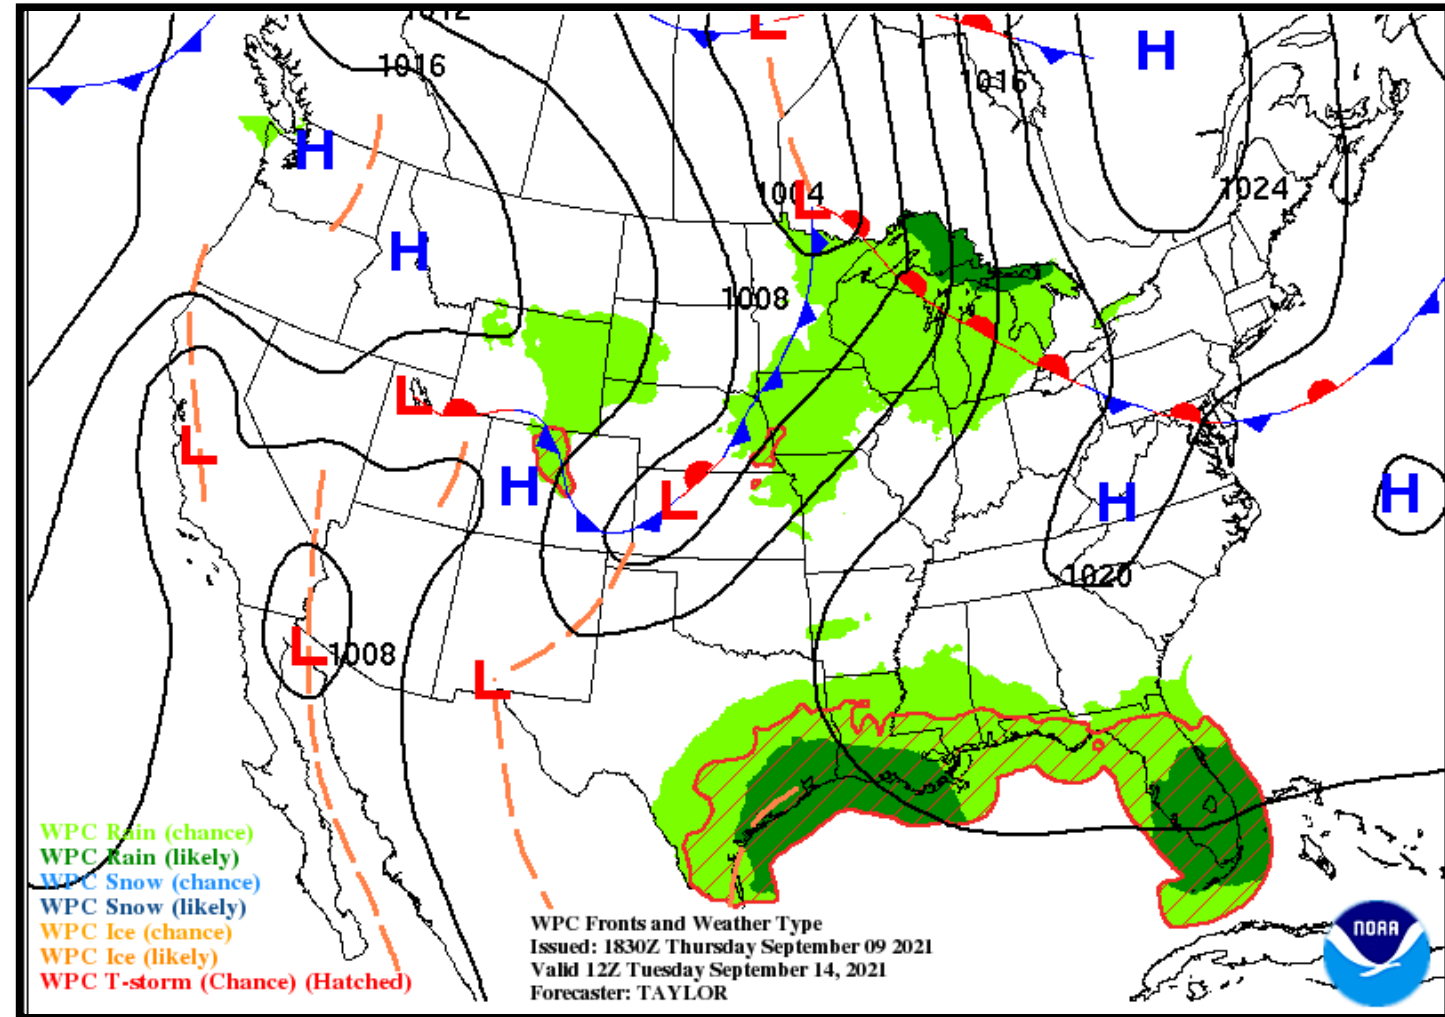 1012
1016
1016
H
L
H
1004
L
1024
H
1008
L
L
H
L
H
H
1020
L
1008
L
WPC Rain (chance)
WPC Rain (likely)
WPC Snow (chance)
WPC Snow (likely)
WPC Ice (chance)
WPC Ice (likely)
WPC T-storm (Chance) (Hatched)
WPC Fronts and Weather Type
Issued: 1830Z Thursday September 09 2021
Valid 12Z Tuesday September 14, 2021
Forecaster: TAYLOR
NOAA